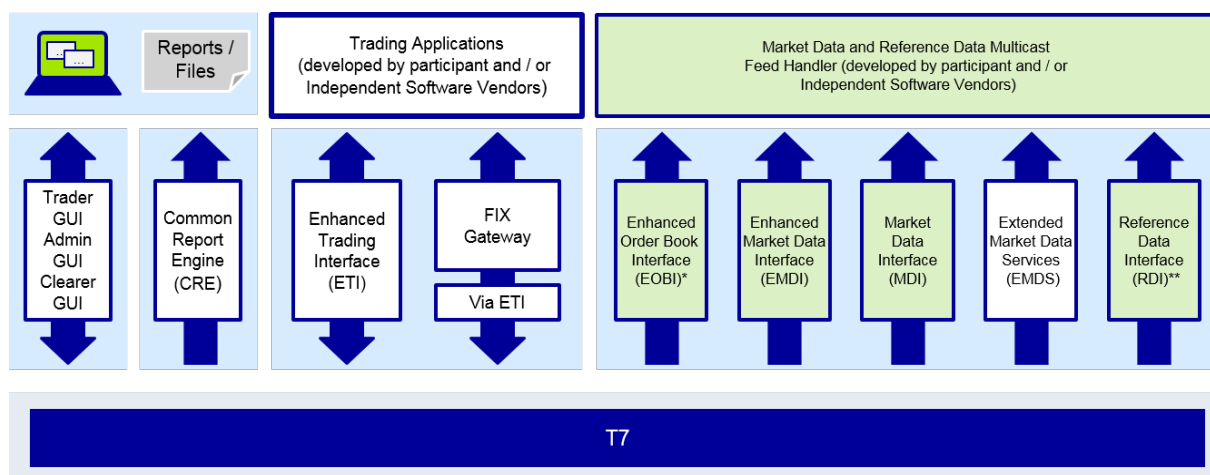 Reports /
Files
Trading Applications
(developed by participant and / or
Independent Software Vendors)
Market Data and Reference Data Multicast
Feed Handler (developed by participant and / or
Independent Software Vendors)
Trader
GUI
Admin
GUI
Clearer
GUI
Common
Report
Engine
(CRE)
Enhanced
Trading
Interface
(ETI)
FIX
Gateway
Via ETI
Enhanced
Order Book
Interface
(EOBI)*
Enhanced
Market Data
Interface
(EMDI)
Market
Data
Interface
(MDI)
Extended
Market Data
Services
(EMDS)
Reference
Data
Interface
(RDI)**
T7